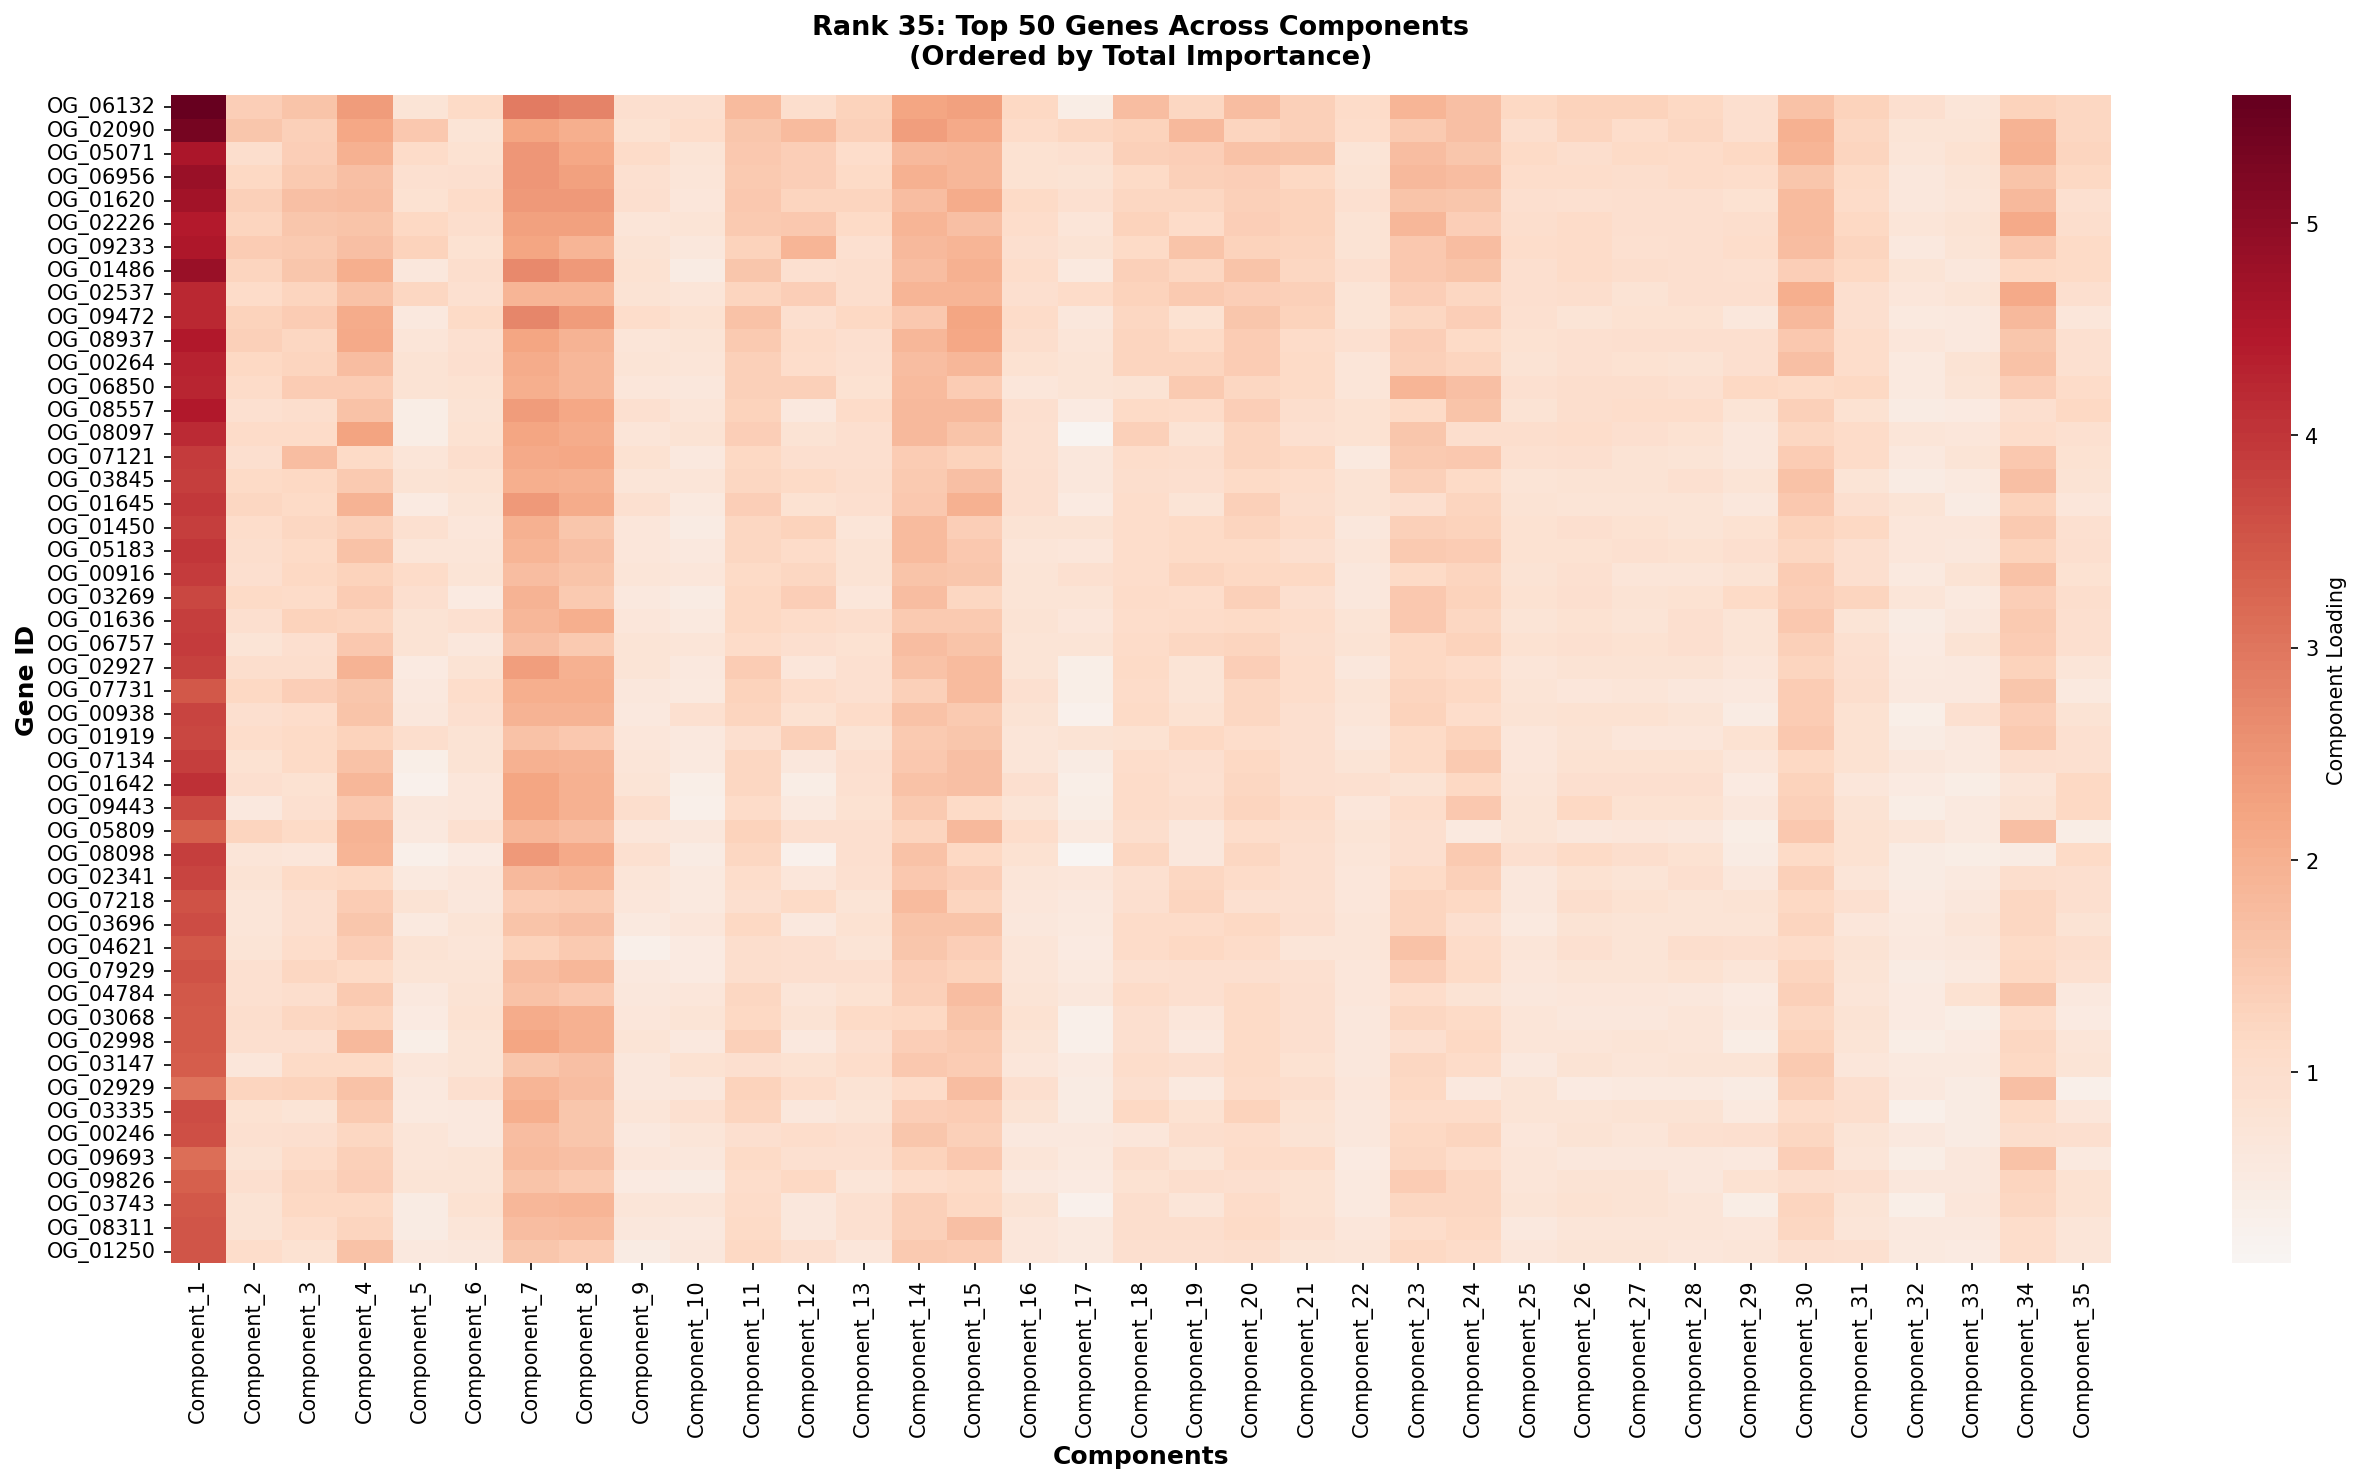 Rank 35: Top 50 Genes Across Components
(Ordered by Total Importance)
Gene ID
OG_06132
OG_02090
OG_05071
OG_06956
OG_01620
OG_02226
OG_09233
OG_01486
OG_02537
OG_09472
OG_08937
OG_00264
OG_06850
OG_08557
OG_08097
OG_07121
OG_03845
OG_01645
OG_01450
OG_05183
OG_00916
OG_03269
OG_01636
OG_06757
OG_02927
OG_07731
OG_00938
OG_01919
OG_07134
OG_01642
OG_09443
OG_05809
OG_08098
OG_02341
OG_07218
OG_03696
OG_04621
OG_07929
OG_04784
OG_03068
OG_02998
OG_03147
OG_02929
OG_03335
OG_00246
OG_09693
OG_09826
OG_03743
OG_08311
OG_01250
Component_1
Component_2
Component_3
Component_4
Component_5
Component_6
Component_7
Component_8
Component_9
Component_10
Component_11
Component_12
Component_13
Component_14
Component_15
Component_16
Component_17
Component_18
Component_19
Component_20
Component_21
Component_22
Component_23
Component_24
Component_25
Component_26
Component_27
Component_28
Component_29
Component_30
Component_31
Component_32
Component_33
Component_34
Component_35
Components
5
4
3
2
1
Component Loading